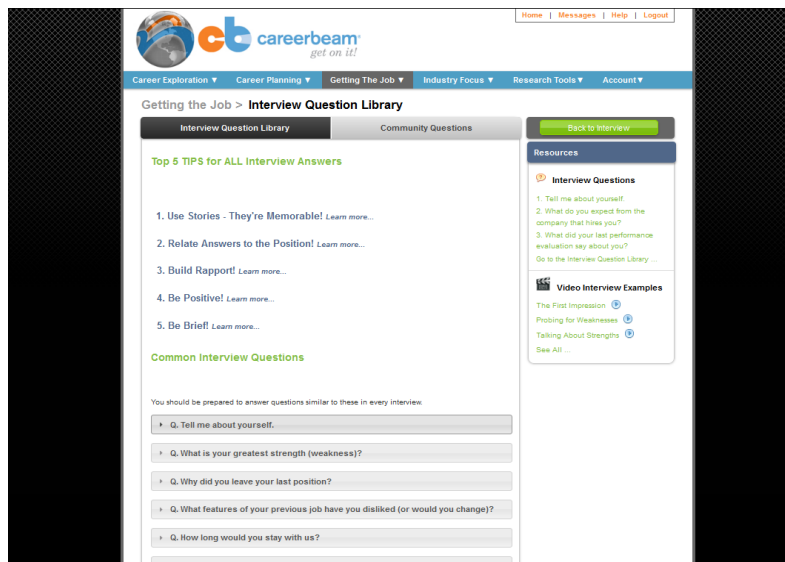 Home | Messages | Help | Logout
cb careerbeam
get on it!
Career Exploration ▼ Career Planning ▼ Getting The Job ▼ Industry Focus ▼ Research Tools ▼ Account ▼
Getting the Job > Interview Question Library
Interview Question Library Community Questions
Back to Interview
Top 5 TIPS for ALL Interview Answers
1. Use Stories - They're Memorable! Learn more...
2. Relate Answers to the Position! Learn more...
3. Build Rapport! Learn more...
4. Be Positive! Learn more...
5. Be Brief! Learn more...
Common Interview Questions
You should be prepared to answer questions similar to these in every interview.
Q. Tell me about yourself.
Q. What is your greatest strength (weakness)?
Q. Why did you leave your last position?
Q. What features of your previous job have you disliked (or would you change)?
Q. How long would you stay with us?
Resources
Interview Questions
1. Tell me about yourself.
2. What do you expect from the
company that hires you?
3. What did your last performance
evaluation say about you?
Go to the Interview Question Library ...
Video Interview Examples
The First Impression
Probing for Weaknesses
Talking About Strengths
See All ...